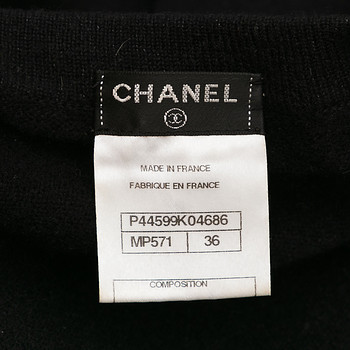 CHANEL
MADE IN FRANCE
FABRIQUE EN FRANCE
P44599K04686
MP571 36
COMPOSITION